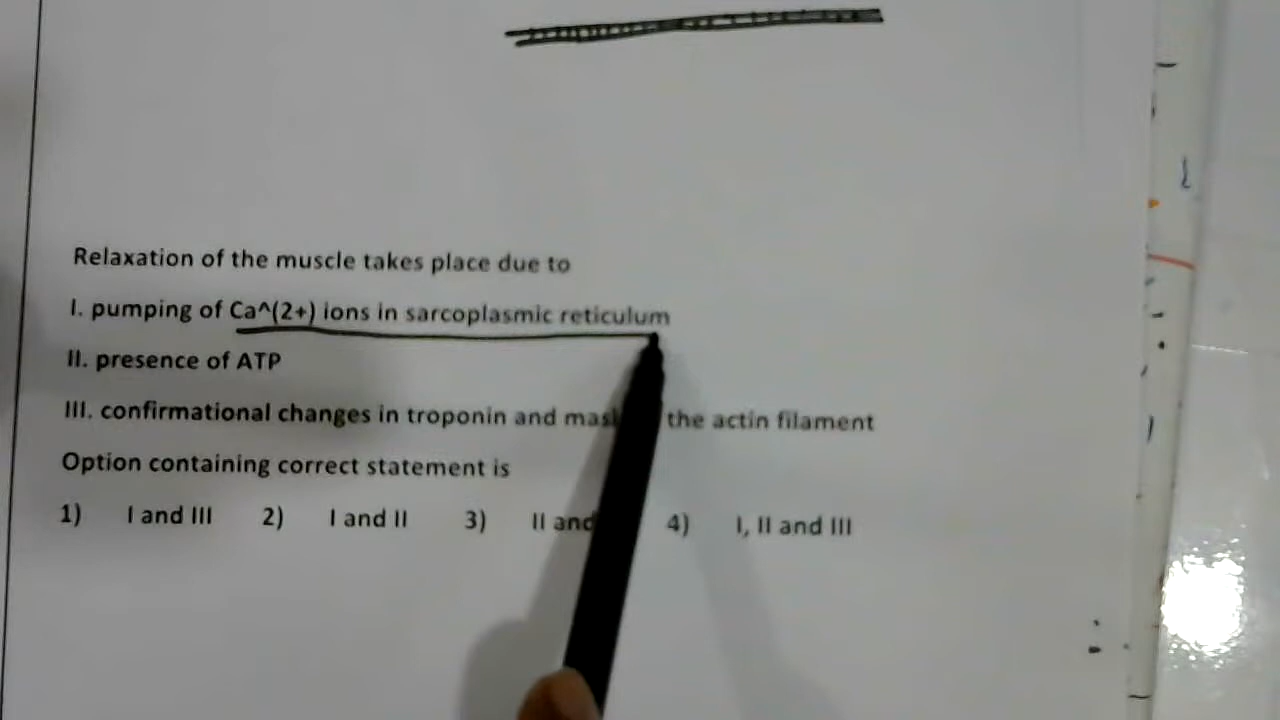 Relaxation of the muscle takes place due to
I. pumping of Ca^(2+) ions in sarcoplasmic reticulum
II. presence of ATP
III. confirmational changes in troponin and the actin filament
Option containing correct statement is
1) I and III 2) I and II 3) II and 4) I, II and III